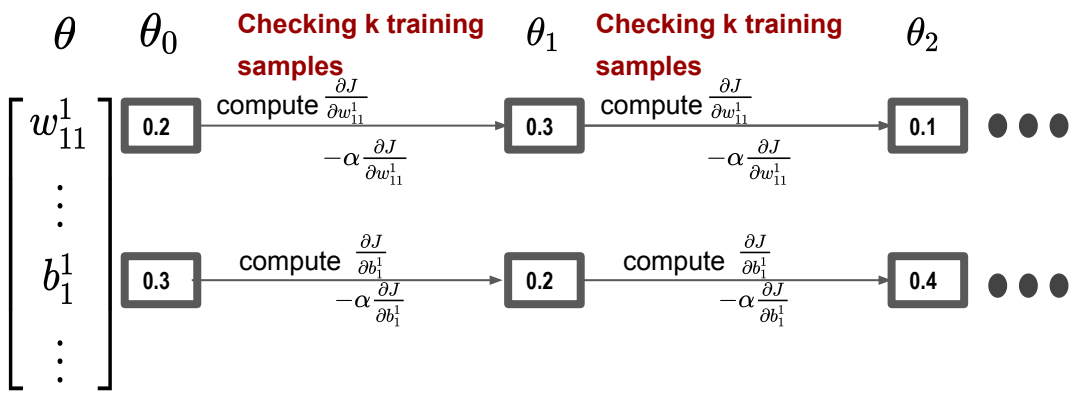 θ θ₀ Checking k training samples θ₁ Checking k training samples θ₂
w¹₁₁ 0.2 compute ∂J/∂w¹₁₁ 0.3 compute ∂J/∂w¹₁₁ 0.1
−α ∂J/∂w¹₁₁ −α ∂J/∂w¹₁₁
⋮
b¹₁ 0.3 compute ∂J/∂b¹₁ 0.2 compute ∂J/∂b¹₁ 0.4
−α ∂J/∂b¹₁ −α ∂J/∂b¹₁
⋮